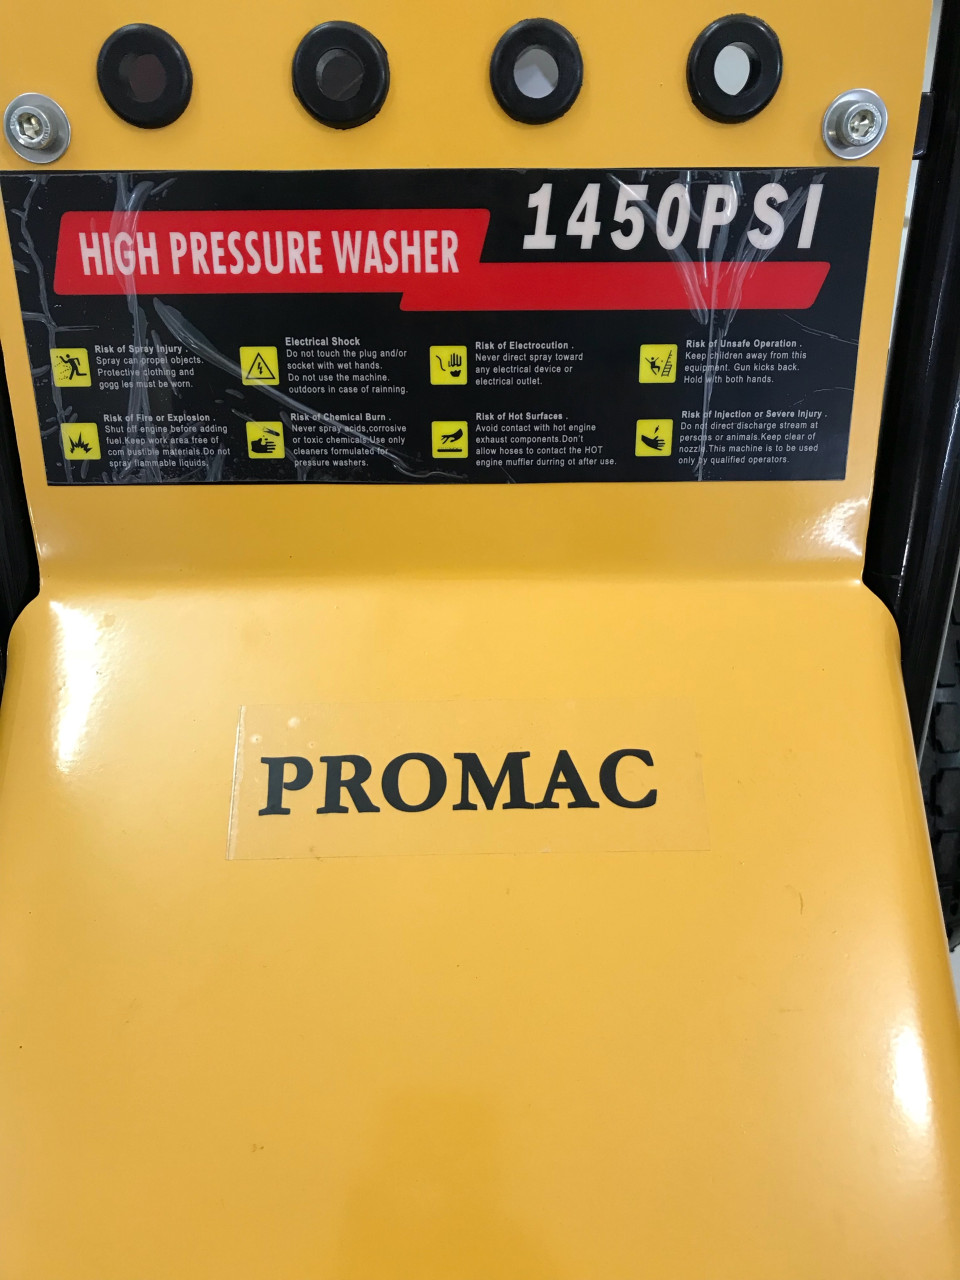 HIGH PRESSURE WASHER
1450PSI
Risk of Spray Injury .
Spray can propel objects.
Protective clothing and
gogg les must be worn.
Electrical Shock
Do not touch the plug and/or
socket with wet hands.
Do not use the machine.
outdoors in case of rainning.
Risk of Electrocution .
Never direct spray toward
any electrical device or
electrical outlet.
Risk of Unsafe Operation .
Keep children away from this
equipment. Gun kicks back.
Hold with both hands.
Risk of Fire or Explosion .
Shut off engine before adding
fuel.Keep work area free of
com bustible materials.Do not
spray flammable liquids.
Risk of Chemical Burn .
Never spray acids,corrosive
or toxic chemicals.Use only
cleaners formulated for
pressure washers.
Risk of Hot Surfaces .
Avoid contact with hot engine
exhaust components.Don't
allow hoses to contact the HOT
engine muffler durring ot after use.
Risk of Injection or Severe Injury .
Do not direct discharge stream at
persons or animals.Keep clear of
nozzle.This machine is to be used
only by qualified operators.
PROMAC